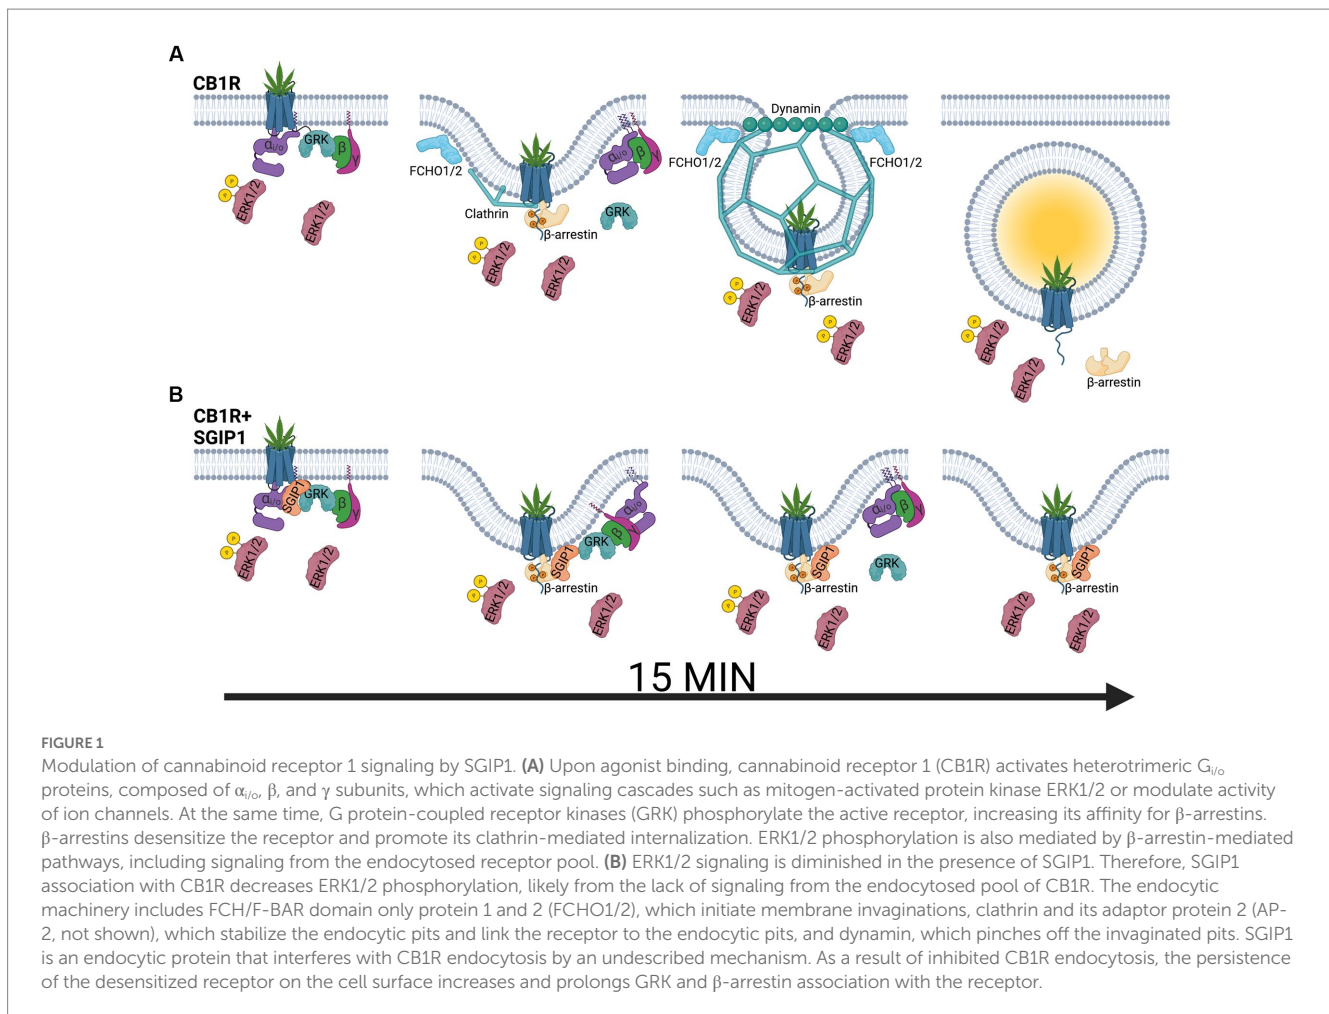 A
CB1R
αi/o
GRK
β
γ
P
P
ERK1/2
ERK1/2
FCHO1/2
Clathrin
β-arrestin
αi/o
β
γ
GRK
P
P
P
P
ERK1/2
ERK1/2
Dynamin
FCHO1/2
FCHO1/2
P
P
β-arrestin
P
P
ERK1/2
P
P
ERK1/2
P
P
ERK1/2
ERK1/2
β-arrestin
B
CB1R+
SGIP1
αi/o
SGIP1
GRK
β
γ
P
P
ERK1/2
ERK1/2
αi/o
β
γ
GRK
SGIP1
β-arrestin
P
P
ERK1/2
ERK1/2
αi/o
β
γ
SGIP1
GRK
β-arrestin
P
P
ERK1/2
ERK1/2
SGIP1
β-arrestin
ERK1/2
ERK1/2
15 MIN
FIGURE 1
Modulation of cannabinoid receptor 1 signaling by SGIP1. (A) Upon agonist binding, cannabinoid receptor 1 (CB1R) activates heterotrimeric Gi/o
proteins, composed of αi/o, β, and γ subunits, which activate signaling cascades such as mitogen-activated protein kinase ERK1/2 or modulate activity
of ion channels. At the same time, G protein-coupled receptor kinases (GRK) phosphorylate the active receptor, increasing its affinity for β-arrestins.
β-arrestins desensitize the receptor and promote its clathrin-mediated internalization. ERK1/2 phosphorylation is also mediated by β-arrestin-mediated
pathways, including signaling from the endocytosed receptor pool. (B) ERK1/2 signaling is diminished in the presence of SGIP1. Therefore, SGIP1
association with CB1R decreases ERK1/2 phosphorylation, likely from the lack of signaling from the endocytosed pool of CB1R. The endocytic
machinery includes FCH/F-BAR domain only protein 1 and 2 (FCHO1/2), which initiate membrane invaginations, clathrin and its adaptor protein 2 (AP-
2, not shown), which stabilize the endocytic pits and link the receptor to the endocytic pits, and dynamin, which pinches off the invaginated pits. SGIP1
is an endocytic protein that interferes with CB1R endocytosis by an undescribed mechanism. As a result of inhibited CB1R endocytosis, the persistence
of the desensitized receptor on the cell surface increases and prolongs GRK and β-arrestin association with the receptor.